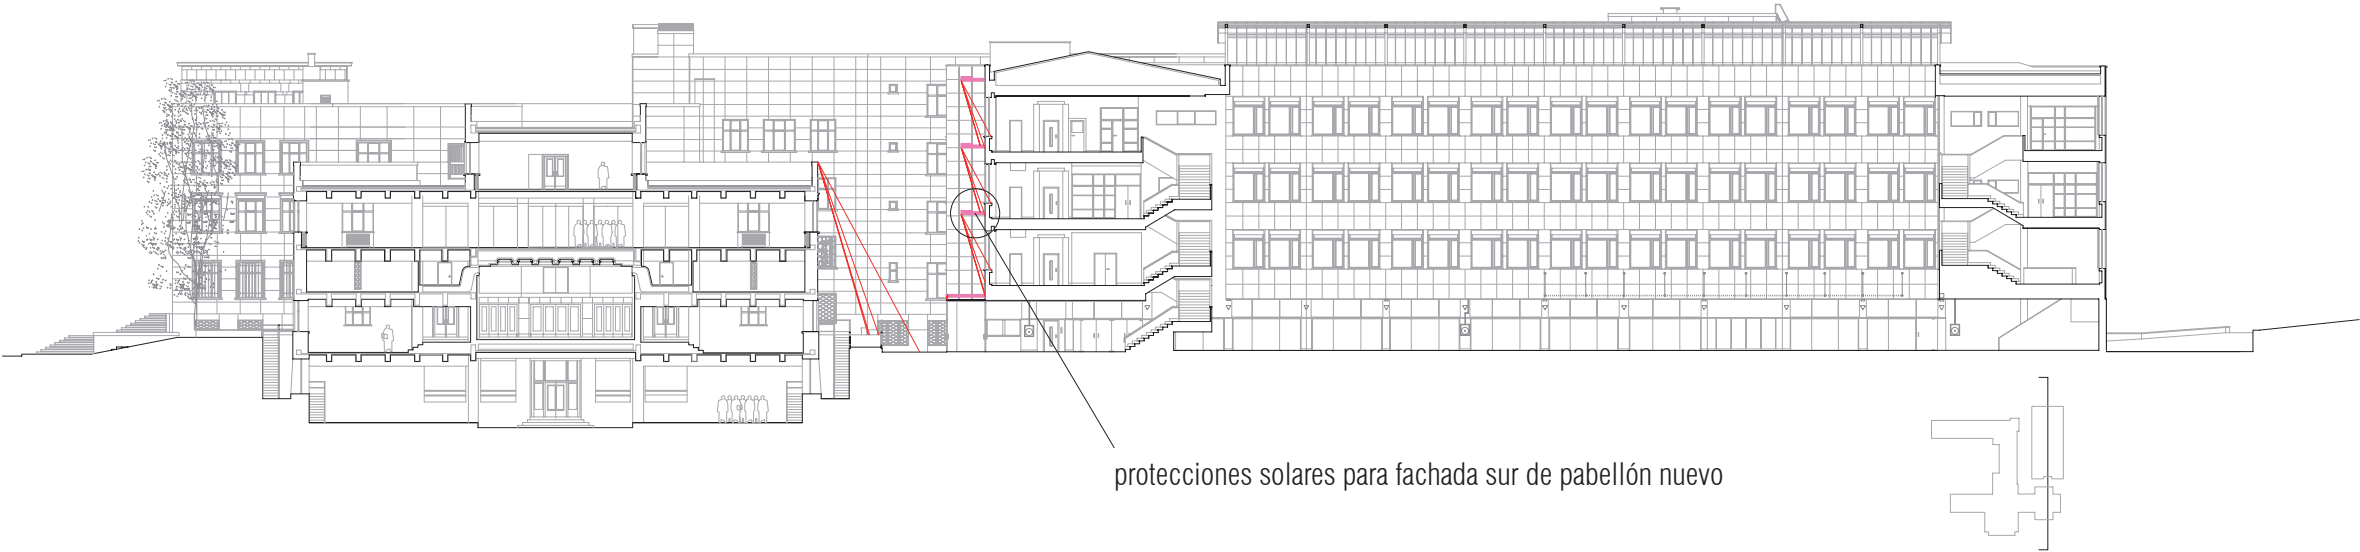 protecciones solares para fachada sur de pabellón nuevo